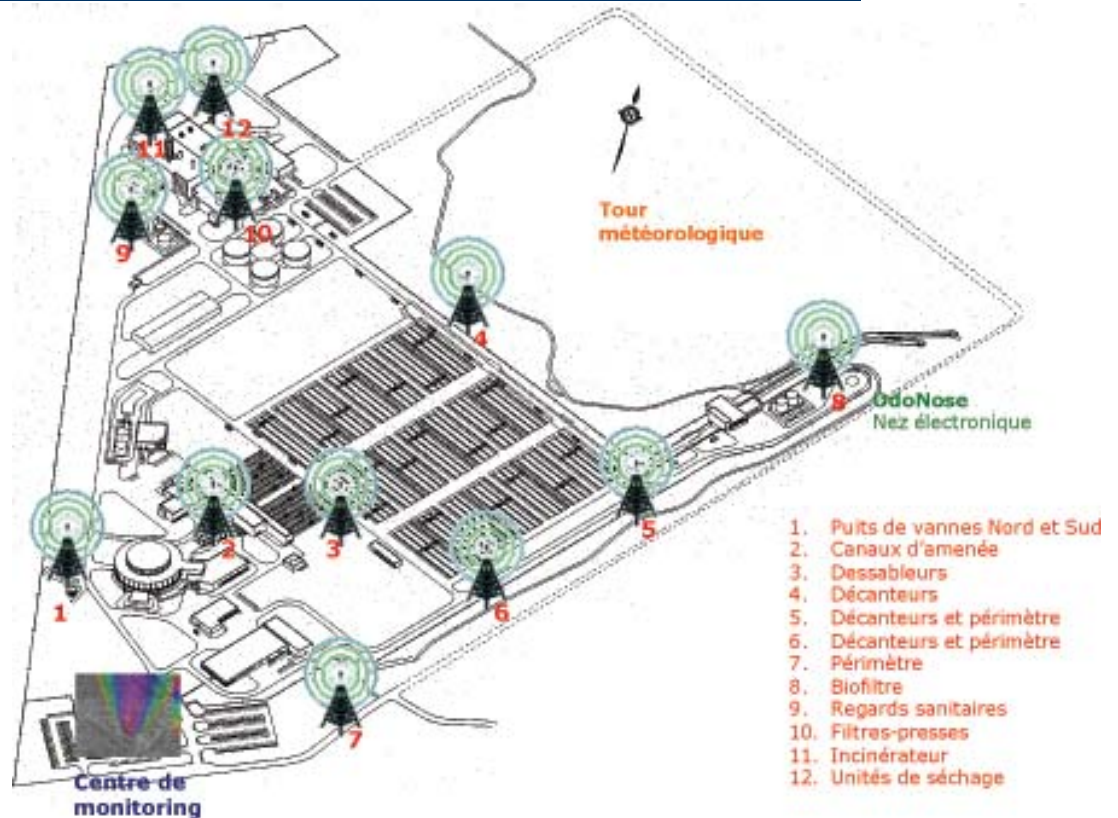 12
11
10
9
Tour
météorologique
4
8
OdoNose
Nez électronique
5
2
3
6
1
7
1. Puits de vannes Nord et Sud
2. Canaux d'amenée
3. Dessableurs
4. Décanteurs
5. Décanteurs et périmètre
6. Décanteurs et périmètre
7. Périmètre
8. Biofiltre
9. Regards sanitaires
10. Filtres-presses
11. Incinérateur
12. Unités de séchage
Centre de
monitoring